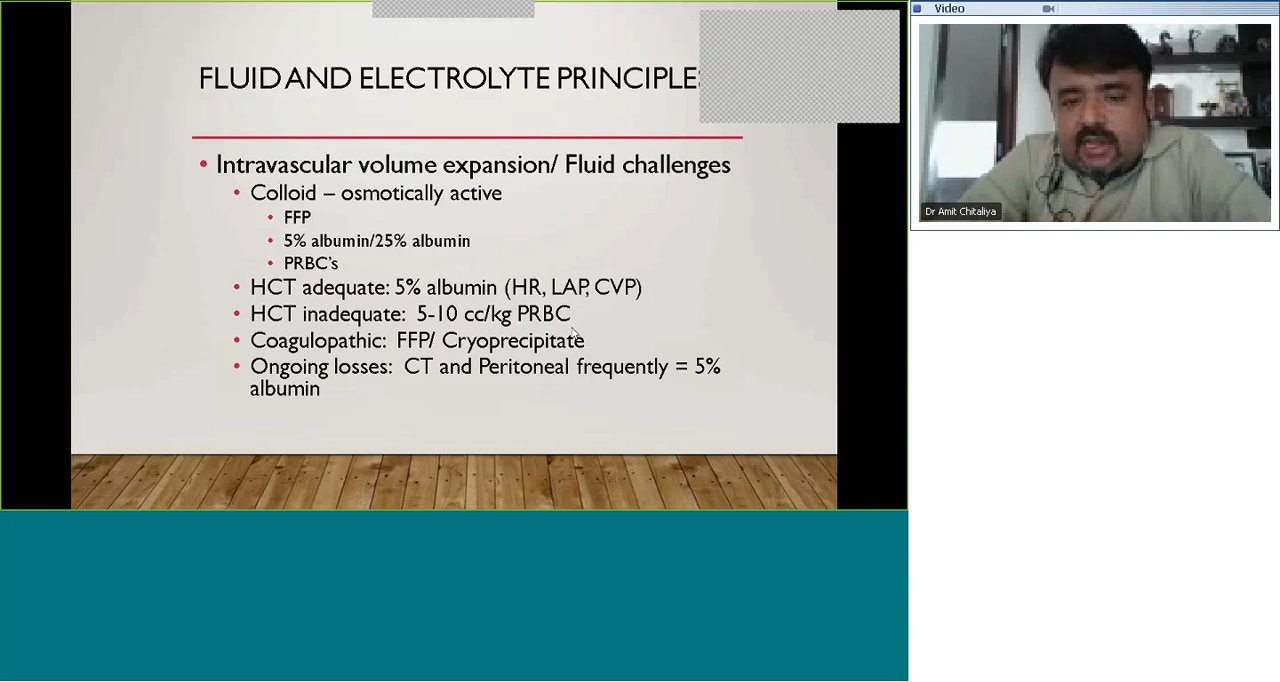 FLUID AND ELECTROLYTE PRINCIPLE
• Intravascular volume expansion/ Fluid challenges
• Colloid – osmotically active
• FFP
• 5% albumin/25% albumin
• PRBC's
• HCT adequate: 5% albumin (HR, LAP, CVP)
• HCT inadequate: 5-10 cc/kg PRBC
• Coagulopathic: FFP/ Cryoprecipitate
• Ongoing losses: CT and Peritoneal frequently = 5%
albumin
Video
Dr Amit Chitaliya